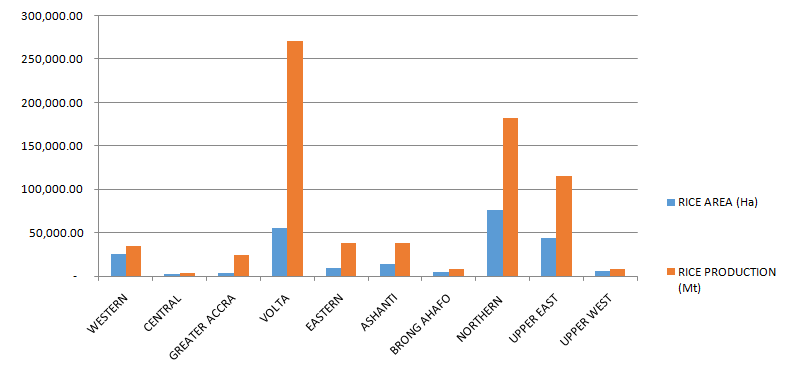 300,000.00
250,000.00
200,000.00
150,000.00
100,000.00
50,000.00
-
WESTERN
CENTRAL
GREATER ACCRA
VOLTA
EASTERN
ASHANTI
BRONG AHAFO
NORTHERN
UPPER EAST
UPPER WEST
RICE AREA (Ha)
RICE PRODUCTION
(Mt)